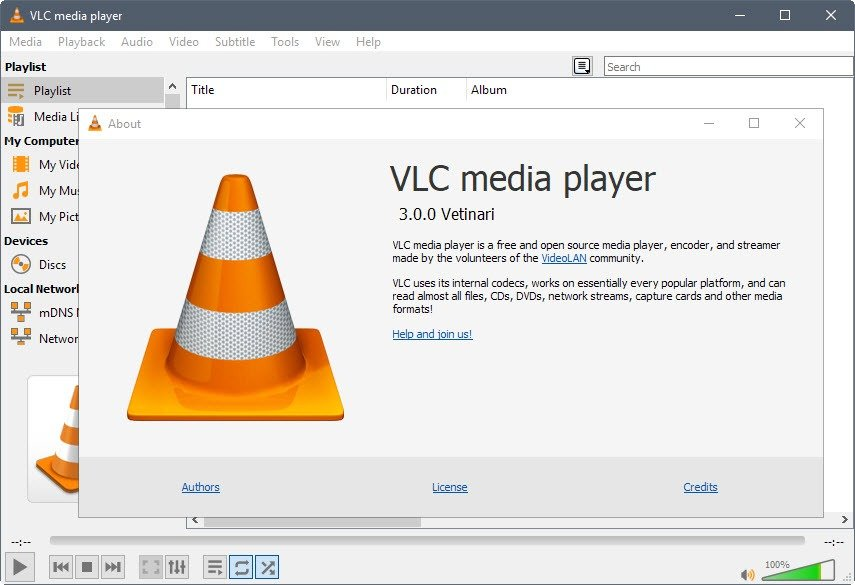 VLC media player
Media Playback Audio Video Subtitle Tools View Help
Playlist
Search
Playlist
Title Duration Album
Media Li
About
My Computer
My Vide
My Mus
My Pict
Devices
Discs
Local Network
mDNS N
Networ
VLC media player
3.0.0 Vetinari
VLC media player is a free and open source media player, encoder, and streamer
made by the volunteers of the VideoLAN community.
VLC uses its internal codecs, works on essentially every popular platform, and can
read almost all files, CDs, DVDs, network streams, capture cards and other media
formats!
Help and join us!
Authors License Credits
--:-- --:--
100%